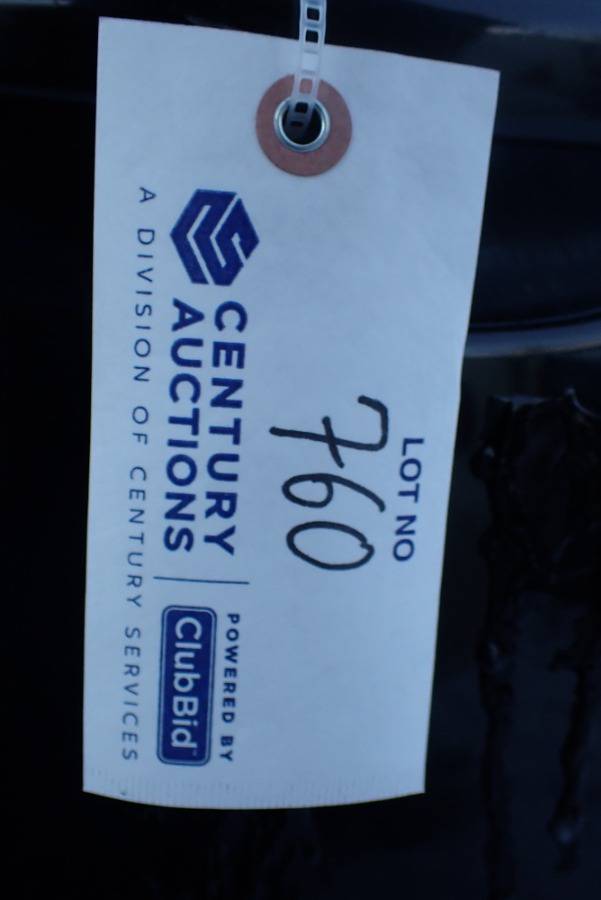 LOT NO
760
CENTURY
AUCTIONS
POWERED BY
ClubBid
A DIVISION OF CENTURY SERVICES